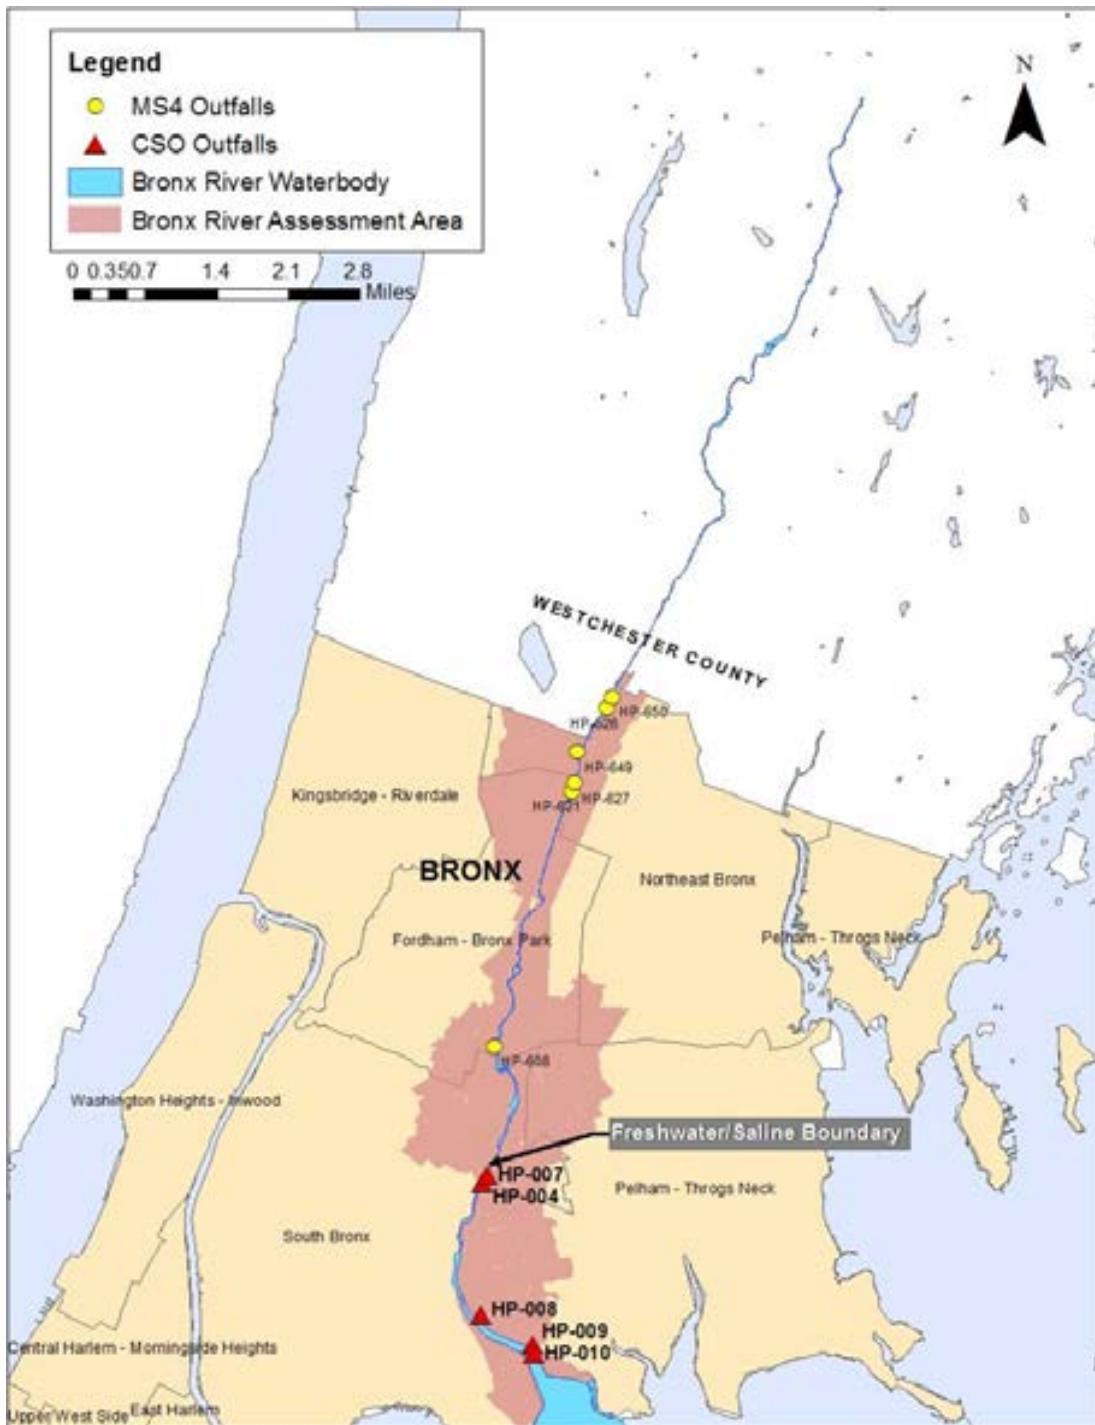 Legend
MS4 Outfalls
CSO Outfalls
Bronx River Waterbody
Bronx River Assessment Area
0 0.350.7 1.4 2.1 2.8
Miles
N
WESTCHESTER COUNTY
HP-650
HP-649
HP-627
Kingsbridge - Riverdale
BRONX
Northeast Bronx
Fordham - Bronx Park
Pelham - Throgs Neck
Washington Heights - Inwood
Freshwater/Saline Boundary
HP-007
HP-004
Pelham - Throgs Neck
South Bronx
HP-008
HP-009
HP-010
Central Harlem - Morningside Heights
Upper West Side
East Harlem